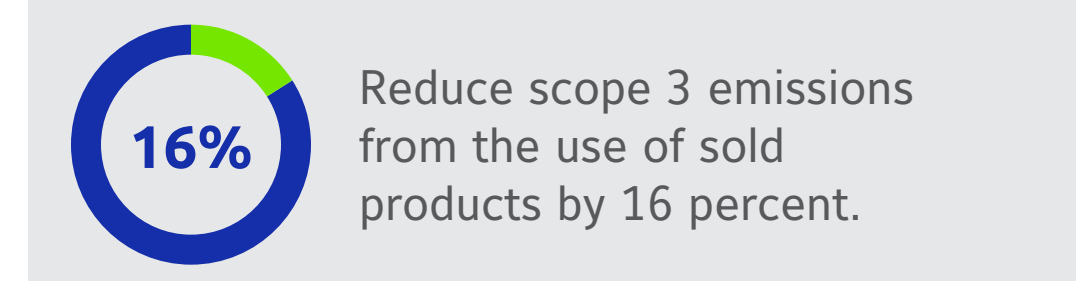 16%
Reduce scope 3 emissions
from the use of sold
products by 16 percent.